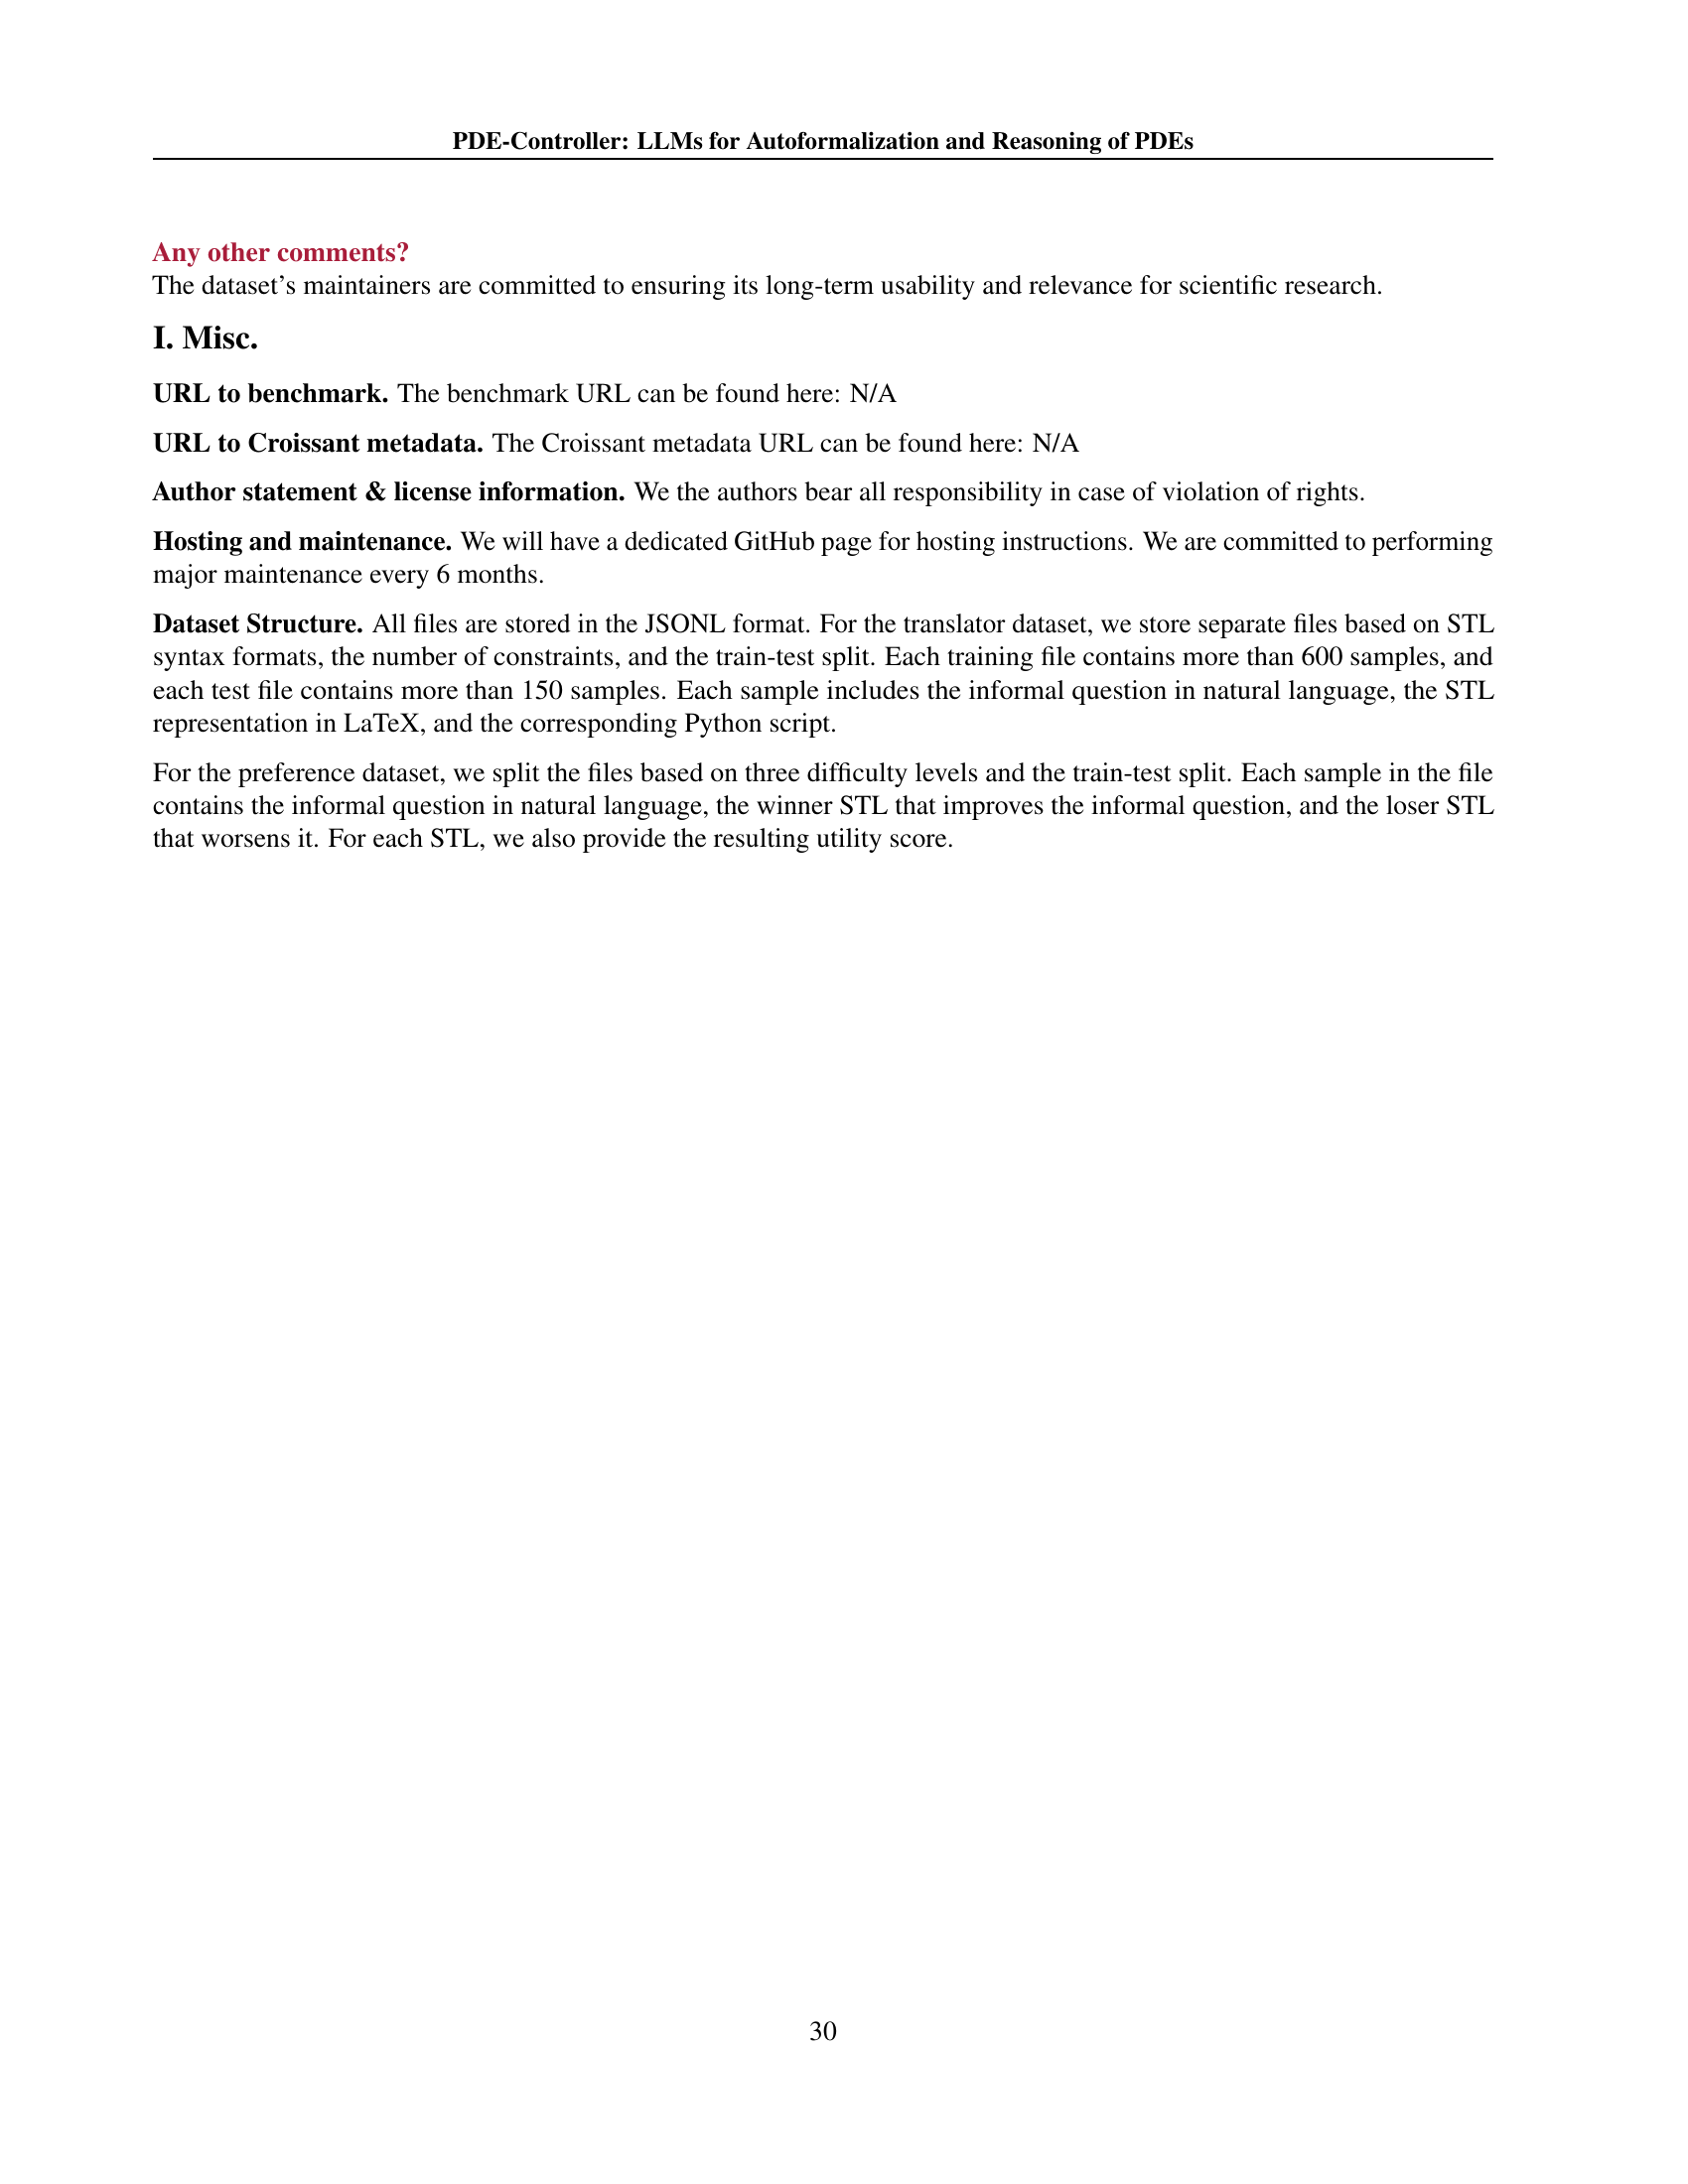 PDE-Controller: LLMs for Autoformalization and Reasoning of PDEs
Any other comments?
The dataset's maintainers are committed to ensuring its long-term usability and relevance for scientific research.
I. Misc.
URL to benchmark. The benchmark URL can be found here: N/A
URL to Croissant metadata. The Croissant metadata URL can be found here: N/A
Author statement & license information. We the authors bear all responsibility in case of violation of rights.
Hosting and maintenance. We will have a dedicated GitHub page for hosting instructions. We are committed to performing
major maintenance every 6 months.
Dataset Structure. All files are stored in the JSONL format. For the translator dataset, we store separate files based on STL
syntax formats, the number of constraints, and the train-test split. Each training file contains more than 600 samples, and
each test file contains more than 150 samples. Each sample includes the informal question in natural language, the STL
representation in LaTeX, and the corresponding Python script.
For the preference dataset, we split the files based on three difficulty levels and the train-test split. Each sample in the file
contains the informal question in natural language, the winner STL that improves the informal question, and the loser STL
that worsens it. For each STL, we also provide the resulting utility score.
30